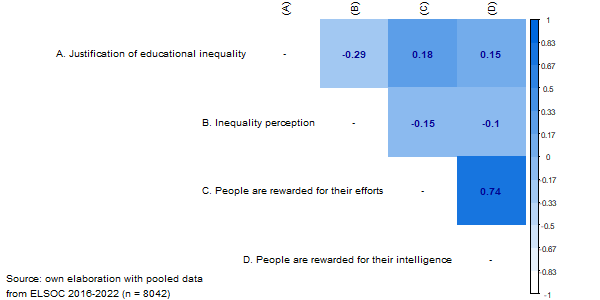 (A) (B) (C) (D)
A. Justification of educational inequality - -0.29 0.18 0.15
B. Inequality perception - -0.15 -0.1
C. People are rewarded for their efforts - 0.74
D. People are rewarded for their intelligence -
1
0.83
0.67
0.5
0.33
0.17
0
-0.17
-0.33
-0.5
-0.67
-0.83
-1
Source: own elaboration with pooled data
from ELSOC 2016-2022 (n = 8042)